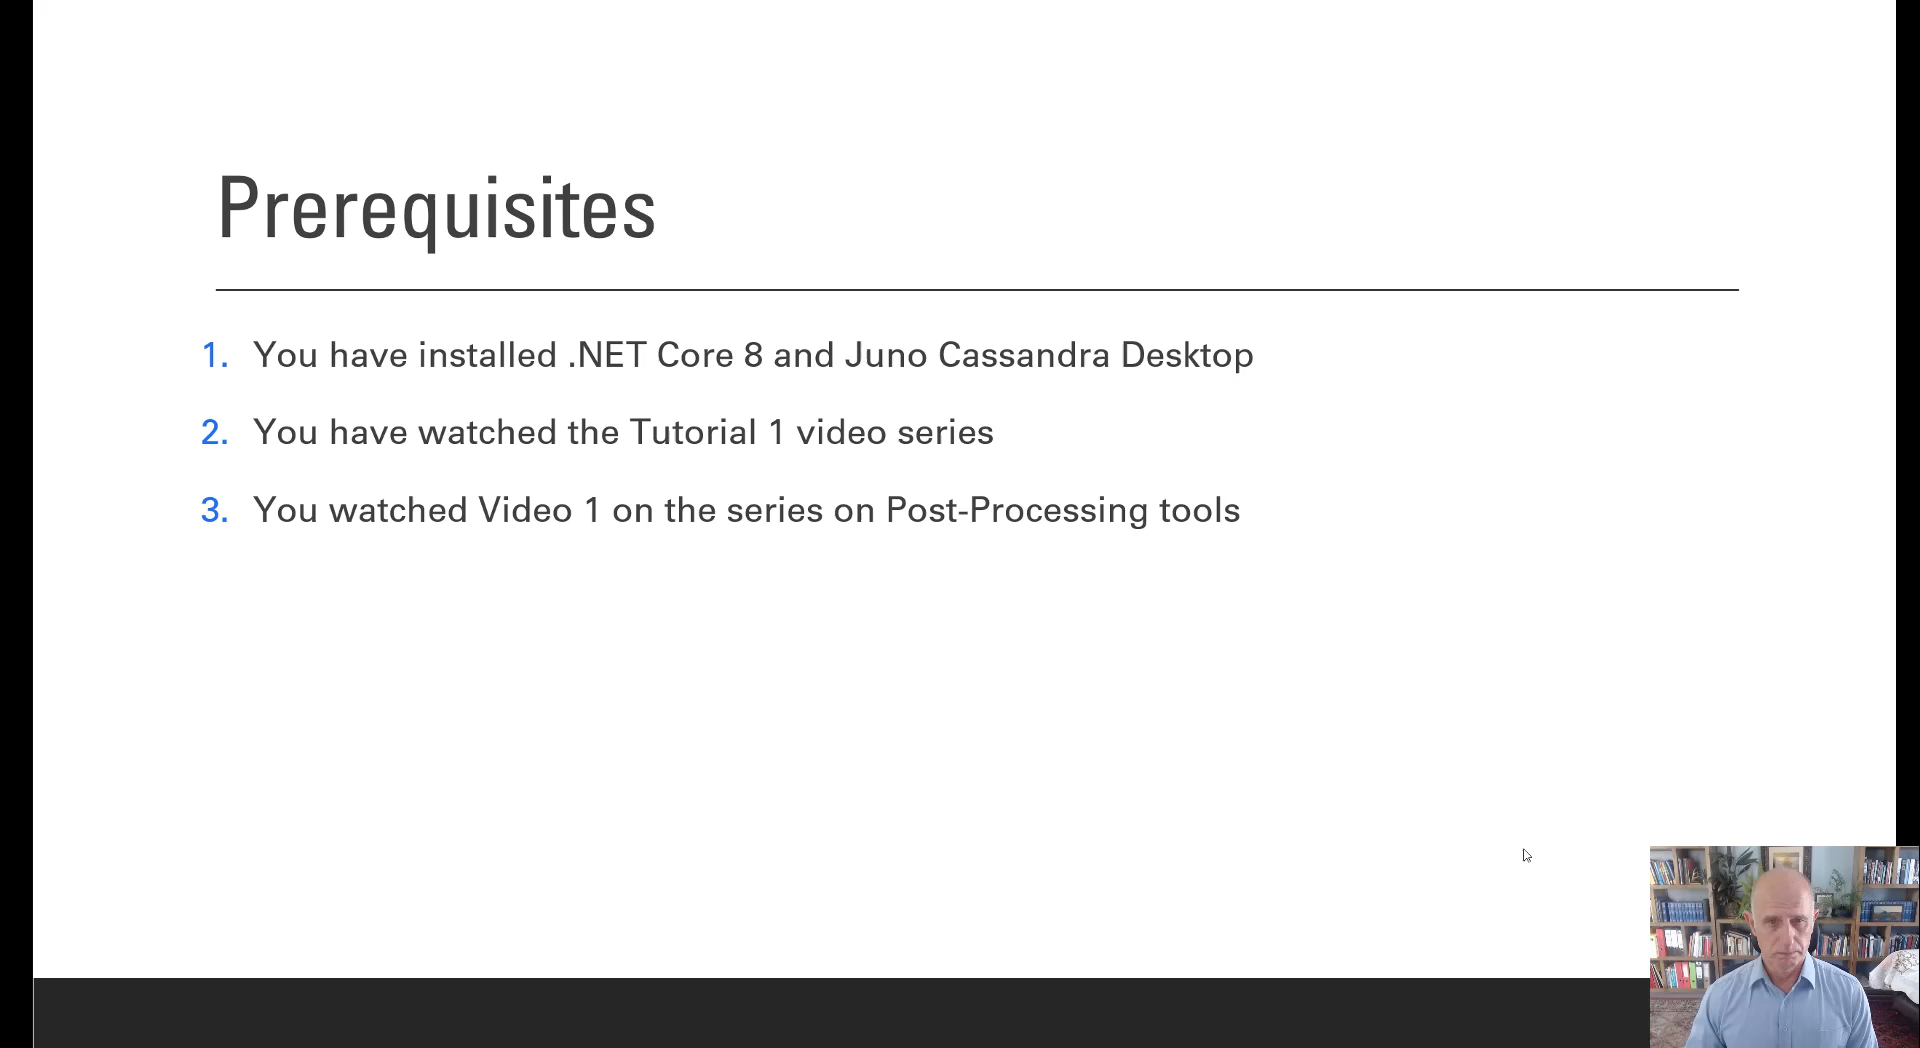 Prerequisites
1. You have installed .NET Core 8 and Juno Cassandra Desktop
2. You have watched the Tutorial 1 video series
3. You watched Video 1 on the series on Post-Processing tools